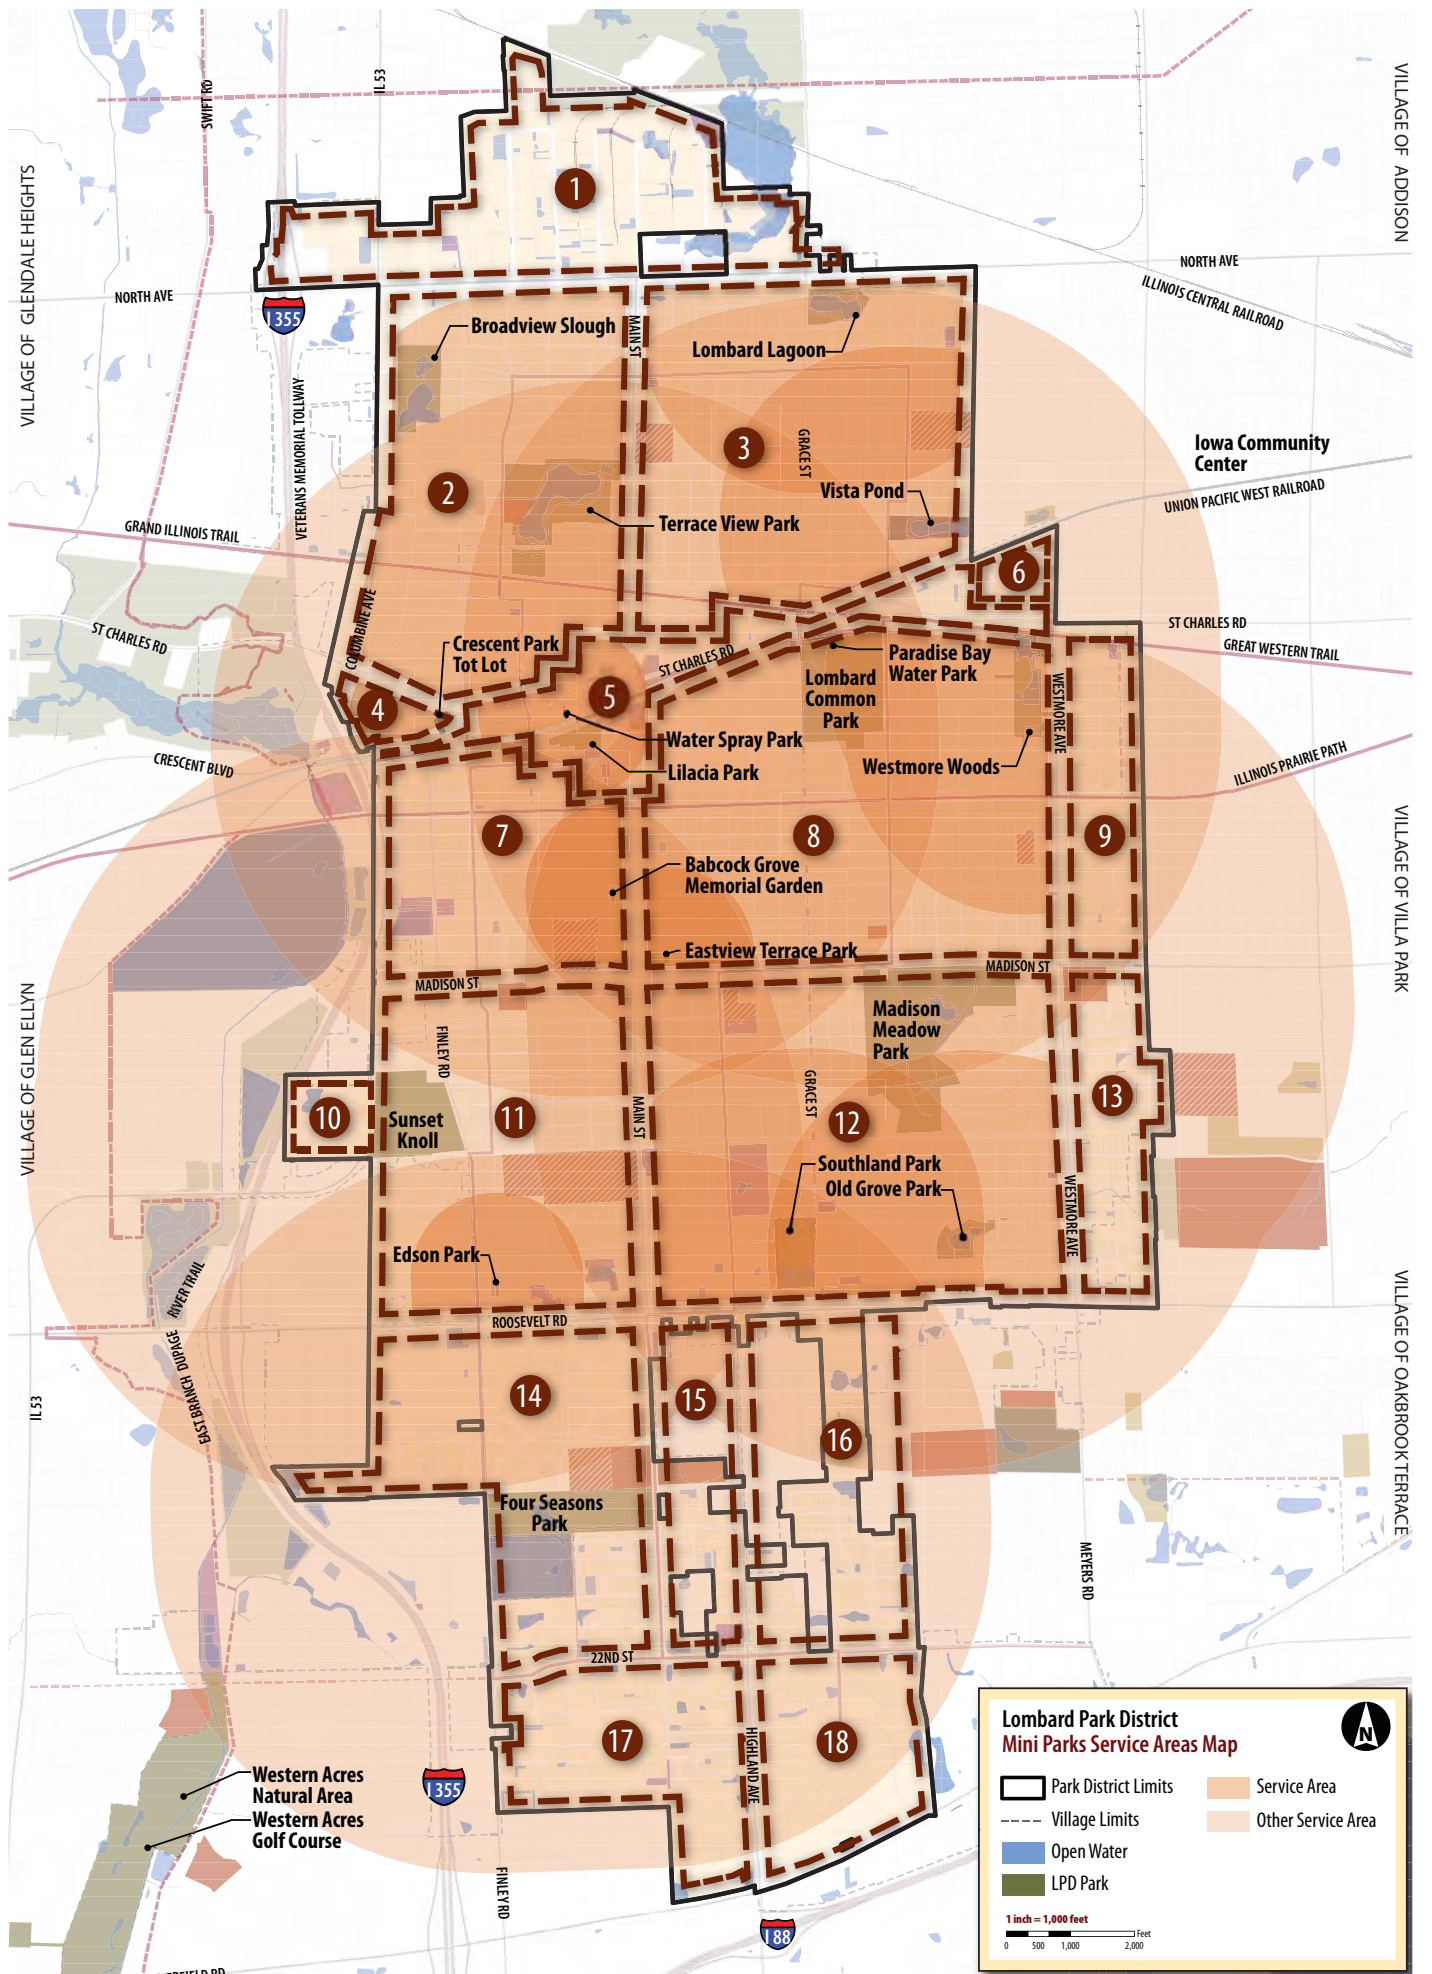 SWIFT RD
IL 53
VILLAGE OF ADDISON
VILLAGE OF GLENDALE HEIGHTS
1
NORTH AVE
NORTH AVE
ILLINOIS CENTRAL RAILROAD
I 355
Broadview Slough
MAIN ST
Lombard Lagoon
VETERANS MEMORIAL TOLLWAY
3
GRACE ST
Iowa Community
Center
2
Vista Pond
UNION PACIFIC WEST RAILROAD
Terrace View Park
GRAND ILLINOIS TRAIL
6
COLUMBINE AVE
ST CHARLES RD
ST CHARLES RD
GREAT WESTERN TRAIL
Crescent Park
Tot Lot
ST CHARLES RD
Paradise Bay
Water Park
Lombard
Common
Park
5
4
WESTMORE AVE
Water Spray Park
Lilacia Park
Westmore Woods
CRESCENT BLVD
ILLINOIS PRAIRIE PATH
7
8
9
VILLAGE OF VILLA PARK
Babcock Grove
Memorial Garden
Eastview Terrace Park
MADISON ST
MADISON ST
VILLAGE OF GLEN ELLYN
FINLEY RD
Madison
Meadow
Park
GRACE ST
13
10
Sunset
Knoll
11
MAIN ST
12
Southland Park
Old Grove Park
WESTMORE AVE
Edson Park
RIVER TRAIL
EAST BRANCH DUPAGE
ROOSEVELT RD
VILLAGE OF OAKBROOK TERRACE
IL 53
14
15
16
Four Seasons
Park
MEYERS RD
22ND ST
17
18
HIGHLAND AVE
Western Acres
Natural Area
Western Acres
Golf Course
I 355
FINLEY RD
I 88
Lombard Park District
Mini Parks Service Areas Map
N
Park District Limits
Village Limits
Open Water
LPD Park
Service Area
Other Service Area
1 inch = 1,000 feet
Feet
0 500 1,000 2,000